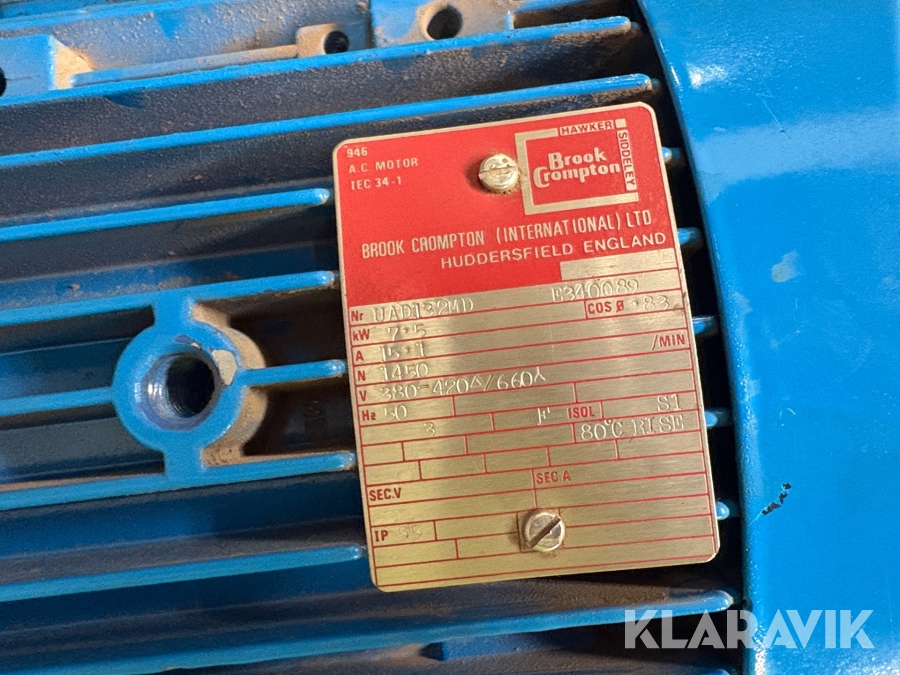 946
A.C. MOTOR
IEC 34-1
HAWKER
SIDDELEY
Brook
Crompton
BROOK CROMPTON (INTERNATIONAL) LTD
HUDDERSFIELD ENGLAND
Nr UAD132MD E340089
kW 7·5 COS Ø ·83
A 15·1
N 1450 /MIN
V 380-420Δ/660⅄
Hz 50
3 F ISOL S1
80°C RISE
SEC.V SEC A
IP 55
KLARAVIK